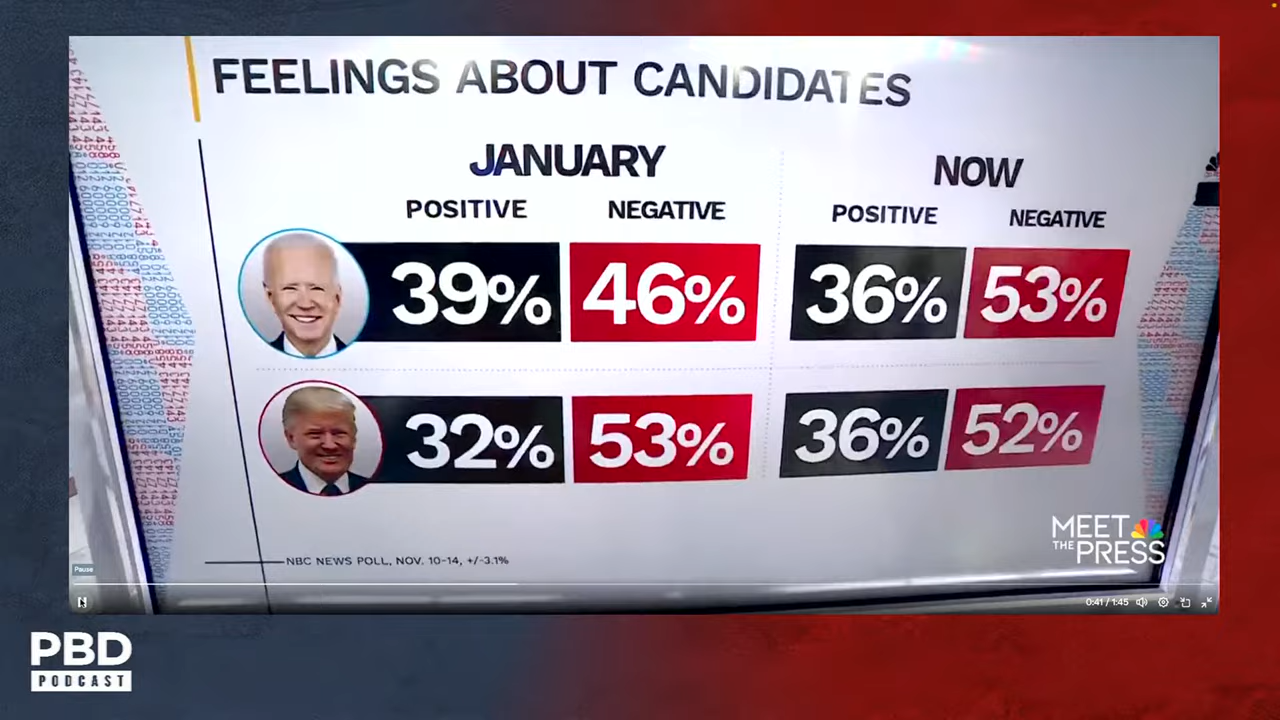 FEELINGS ABOUT CANDIDATES
JANUARY
NOW
POSITIVE NEGATIVE
POSITIVE NEGATIVE
39% 46% 36% 53%
32% 53% 36% 52%
NBC NEWS POLL, NOV. 10-14, +/-3.1%
MEET
THE PRESS
Pause
0:41 / 1:45
PBD
PODCAST